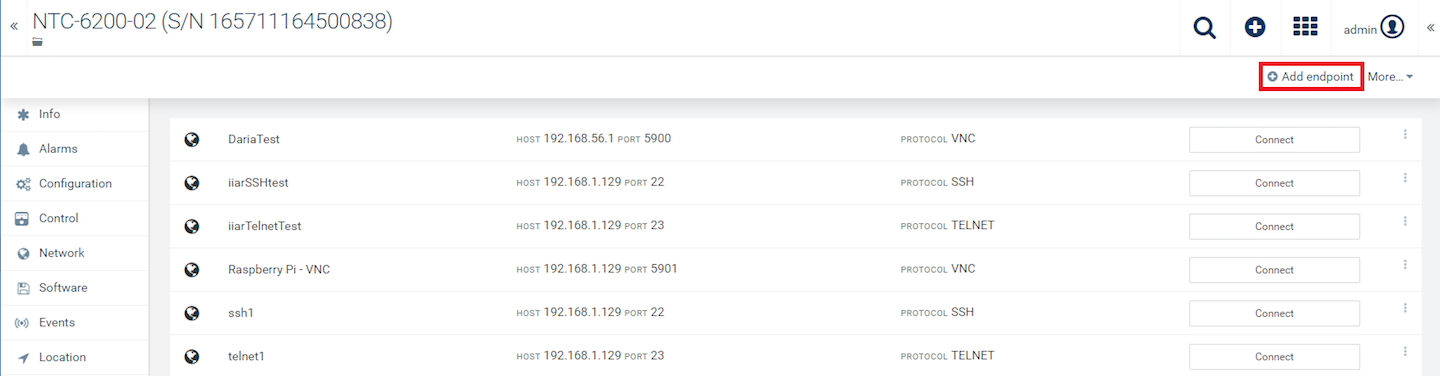 « NTC-6200-02 (S/N 165711164500838) admin «
Add endpoint More...
Info
Alarms
Configuration
Control
Network
Software
Events
Location
DariaTest HOST 192.168.56.1 PORT 5900 PROTOCOL VNC Connect
iiarSSHtest HOST 192.168.1.129 PORT 22 PROTOCOL SSH Connect
iiarTelnetTest HOST 192.168.1.129 PORT 23 PROTOCOL TELNET Connect
Raspberry Pi - VNC HOST 192.168.1.129 PORT 5901 PROTOCOL VNC Connect
ssh1 HOST 192.168.1.129 PORT 22 PROTOCOL SSH Connect
telnet1 HOST 192.168.1.129 PORT 23 PROTOCOL TELNET Connect